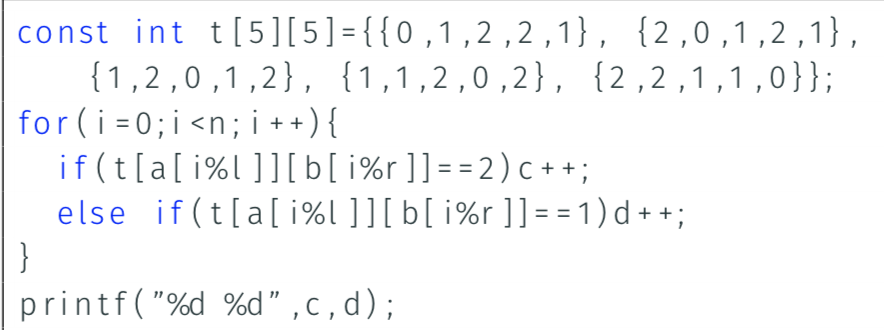 const int t[5][5]={{0,1,2,2,1}, {2,0,1,2,1},
{1,2,0,1,2}, {1,1,2,0,2}, {2,2,1,1,0}};
for(i=0;i<n;i++){
if(t[a[i%l]][b[i%r]]==2)c++;
else if(t[a[i%l]][b[i%r]]==1)d++;
}
printf("%d %d",c,d);